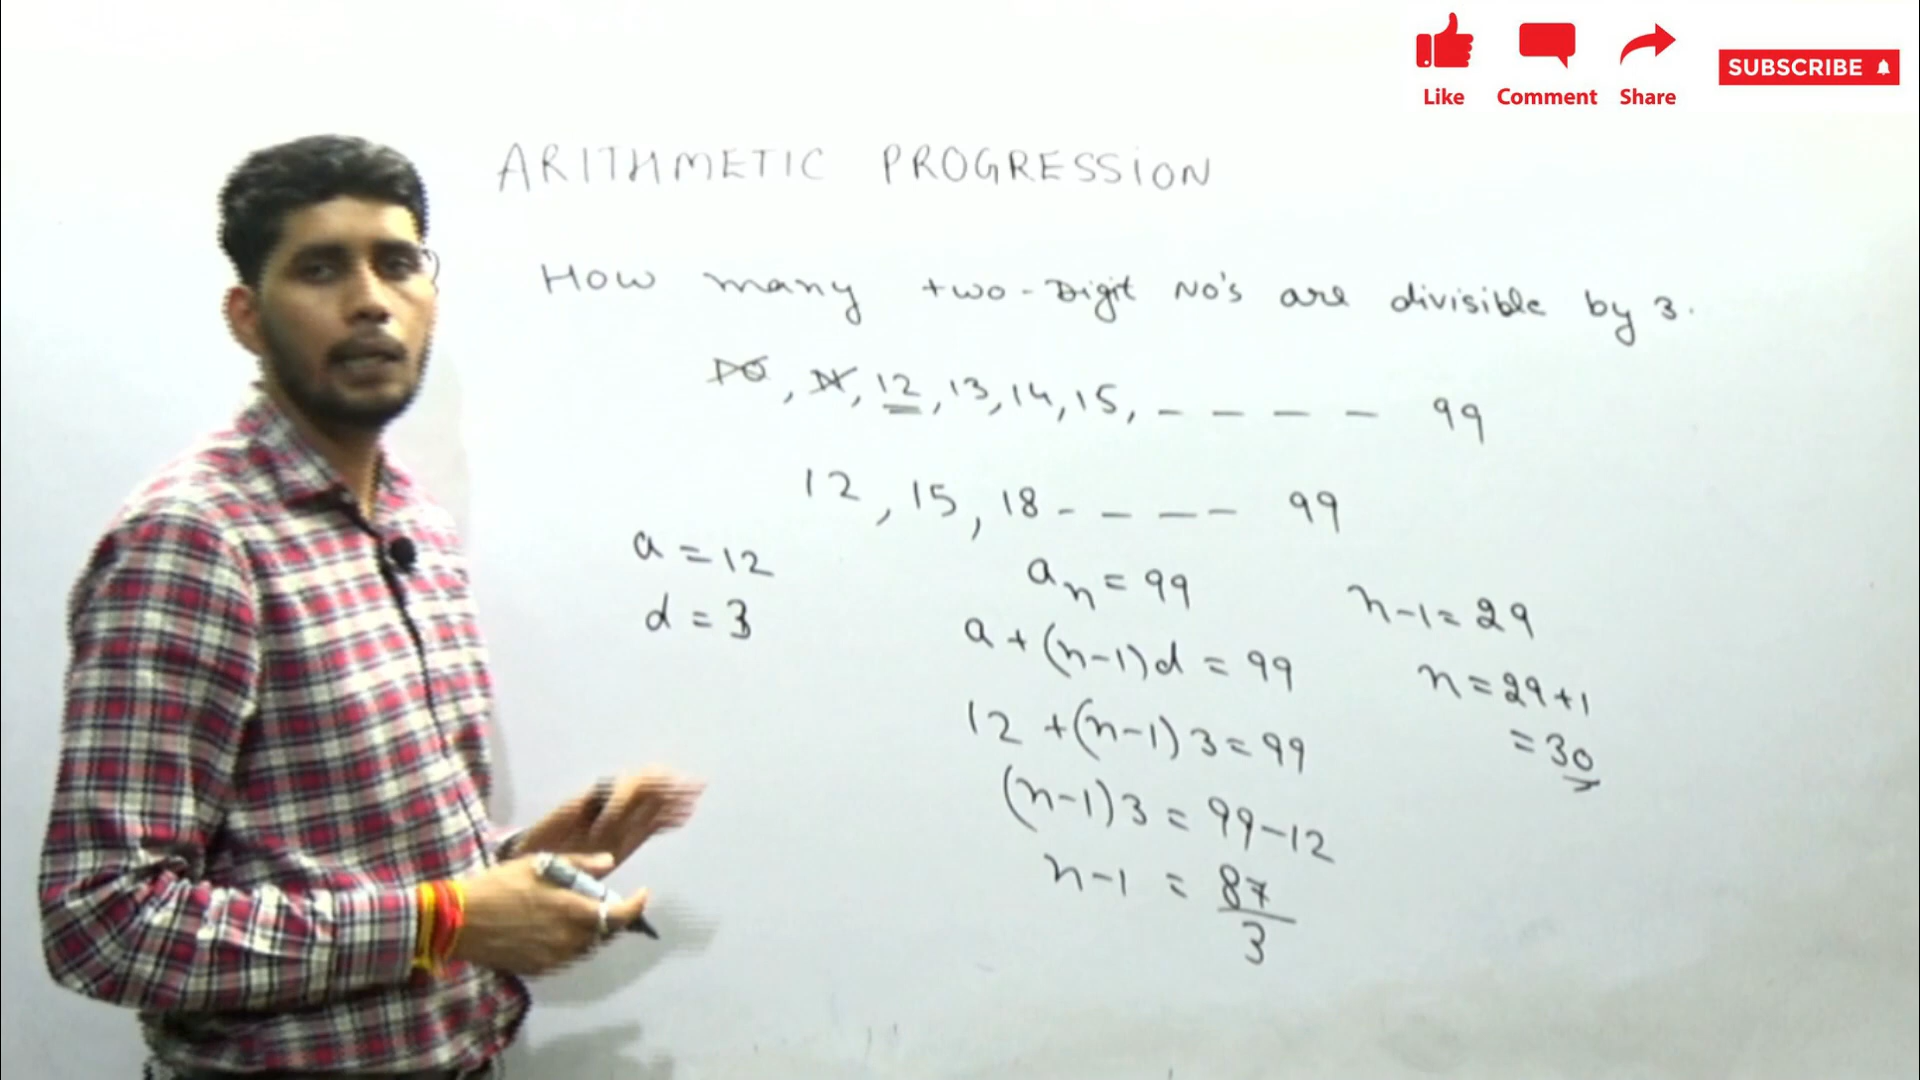 Like Comment Share SUBSCRIBE
ARITHMETIC PROGRESSION
How many two-Digit No's are divisible by 3.
10, 11, 12, 13, 14, 15, - - - - 99
12, 15, 18 - - - - 99
a = 12
d = 3
an = 99
a + (n-1)d = 99
12 + (n-1)3 = 99
(n-1)3 = 99-12
n-1 = 87/3
n-1 = 29
n = 29+1
= 30